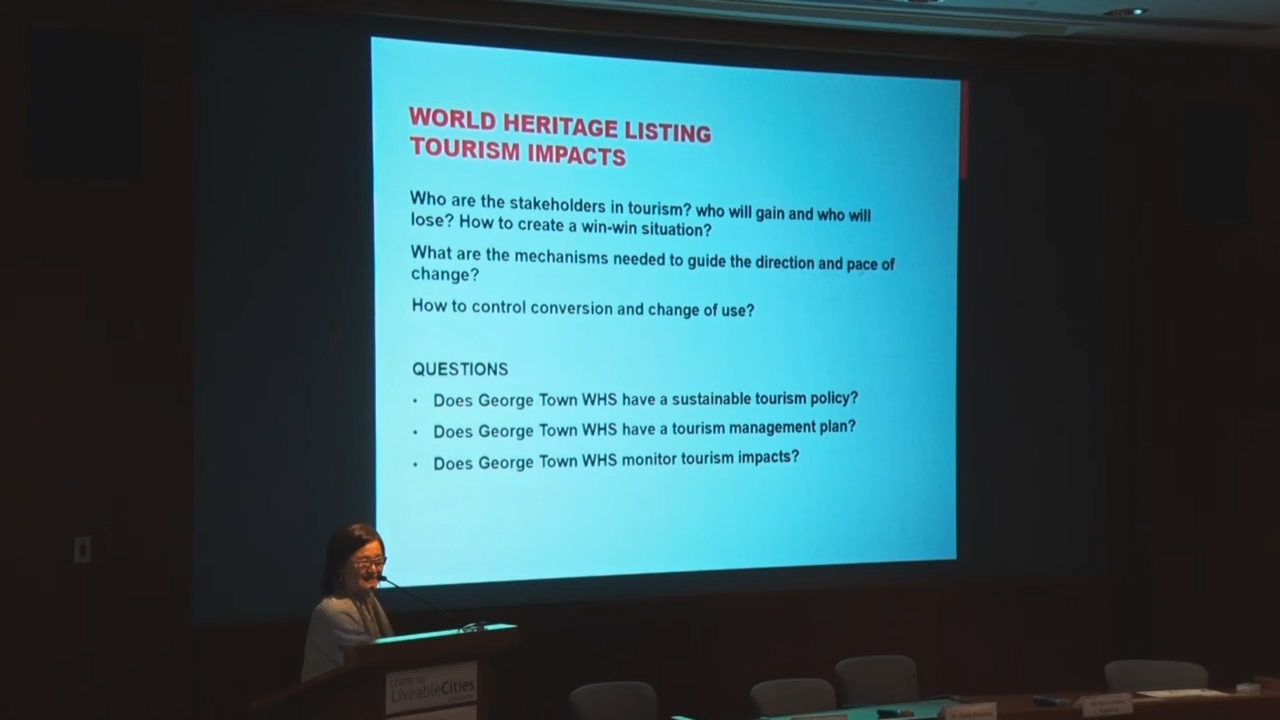 WORLD HERITAGE LISTING
TOURISM IMPACTS
Who are the stakeholders in tourism? who will gain and who will
lose? How to create a win-win situation?
What are the mechanisms needed to guide the direction and pace of
change?
How to control conversion and change of use?
QUESTIONS
• Does George Town WHS have a sustainable tourism policy?
• Does George Town WHS have a tourism management plan?
• Does George Town WHS monitor tourism impacts?
CENTRE for
LiveableCities